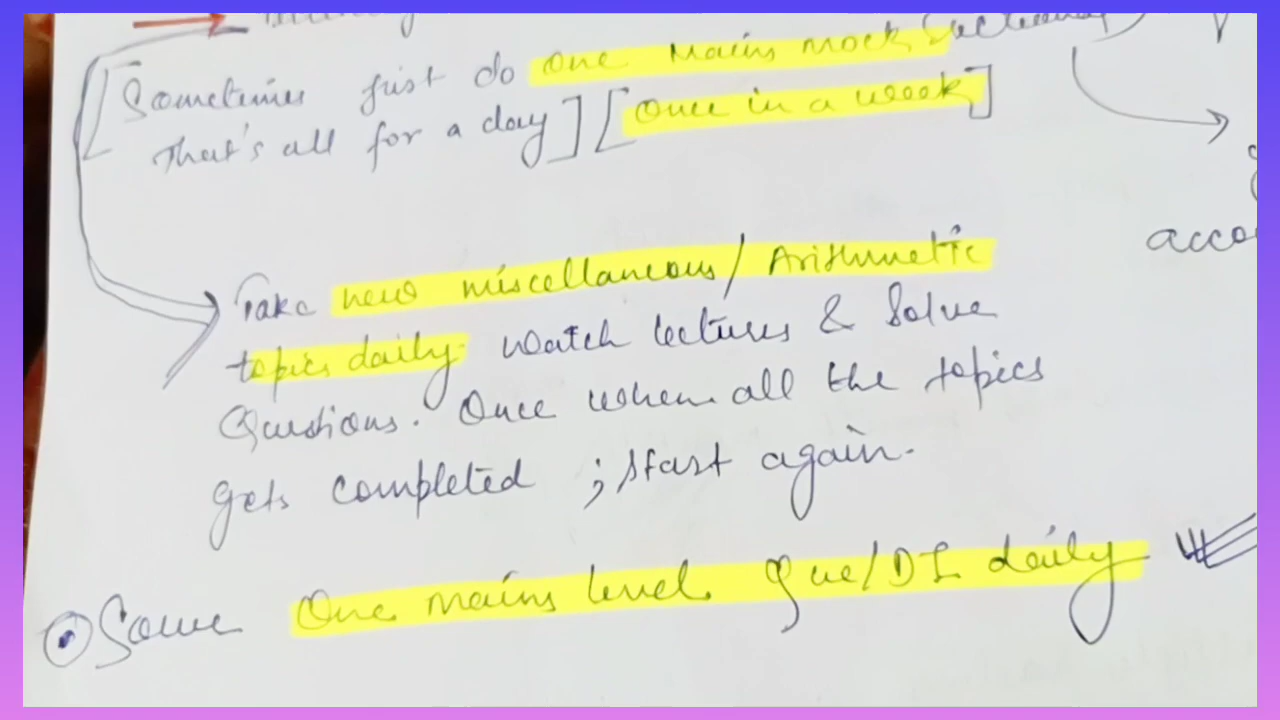 [Sometimes just do one Mains mock
That's all for a day] [Once in a week]
Take new miscellaneous / Arithmetic
topics daily. Watch lectures & Solve
Questions. Once when all the topics
gets completed ; start again.
Some One mains level Que/DI daily